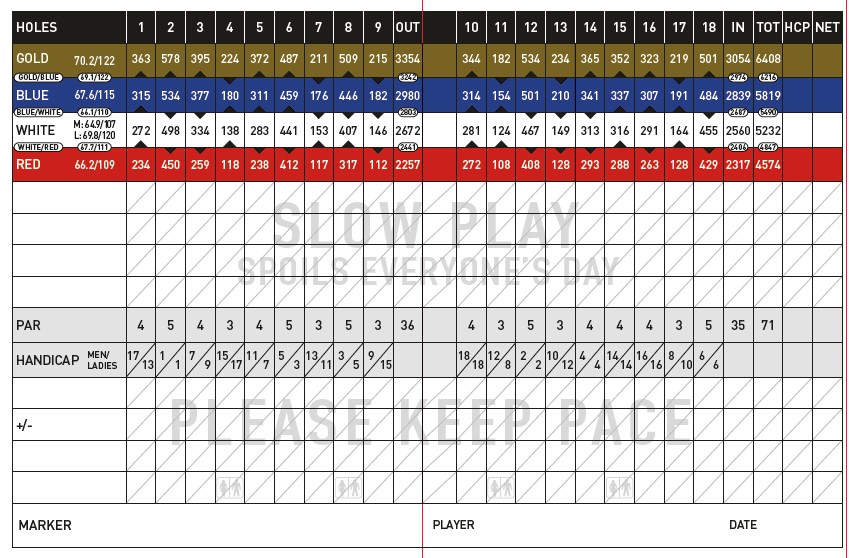 HOLES 1 2 3 4 5 6 7 8 9 OUT 10 11 12 13 14 15 16 17 18 IN TOT HCP NET
GOLD 70.2/122 363 578 395 224 372 487 211 509 215 3354 344 182 534 234 365 352 323 219 501 3054 6408
GOLD/BLUE 69.1/122 3242 2974 6216
BLUE 67.6/115 315 534 377 180 311 459 176 446 182 2980 314 154 501 210 341 337 307 191 484 2839 5819
BLUE/WHITE 66.1/110 2803 2687 5490
WHITE M: 64.9/107 L: 69.8/120 272 498 334 138 283 441 153 407 146 2672 281 124 467 149 313 316 291 164 455 2560 5232
WHITE/RED 67.7/111 2441 2406 4847
RED 66.2/109 234 450 259 118 238 412 117 317 112 2257 272 108 408 128 293 288 263 128 429 2317 4574
SLOW PLAY
SPOILS EVERYONE'S DAY
PAR 4 5 4 3 4 5 3 5 3 36 4 3 5 3 4 4 4 3 5 35 71
HANDICAP MEN/LADIES 17/13 1/1 7/9 15/17 11/7 5/3 13/11 3/5 9/15 18/18 12/8 2/2 10/12 4/4 14/14 16/16 8/10 6/6
PLEASE KEEP PACE
+/-
MARKER PLAYER DATE